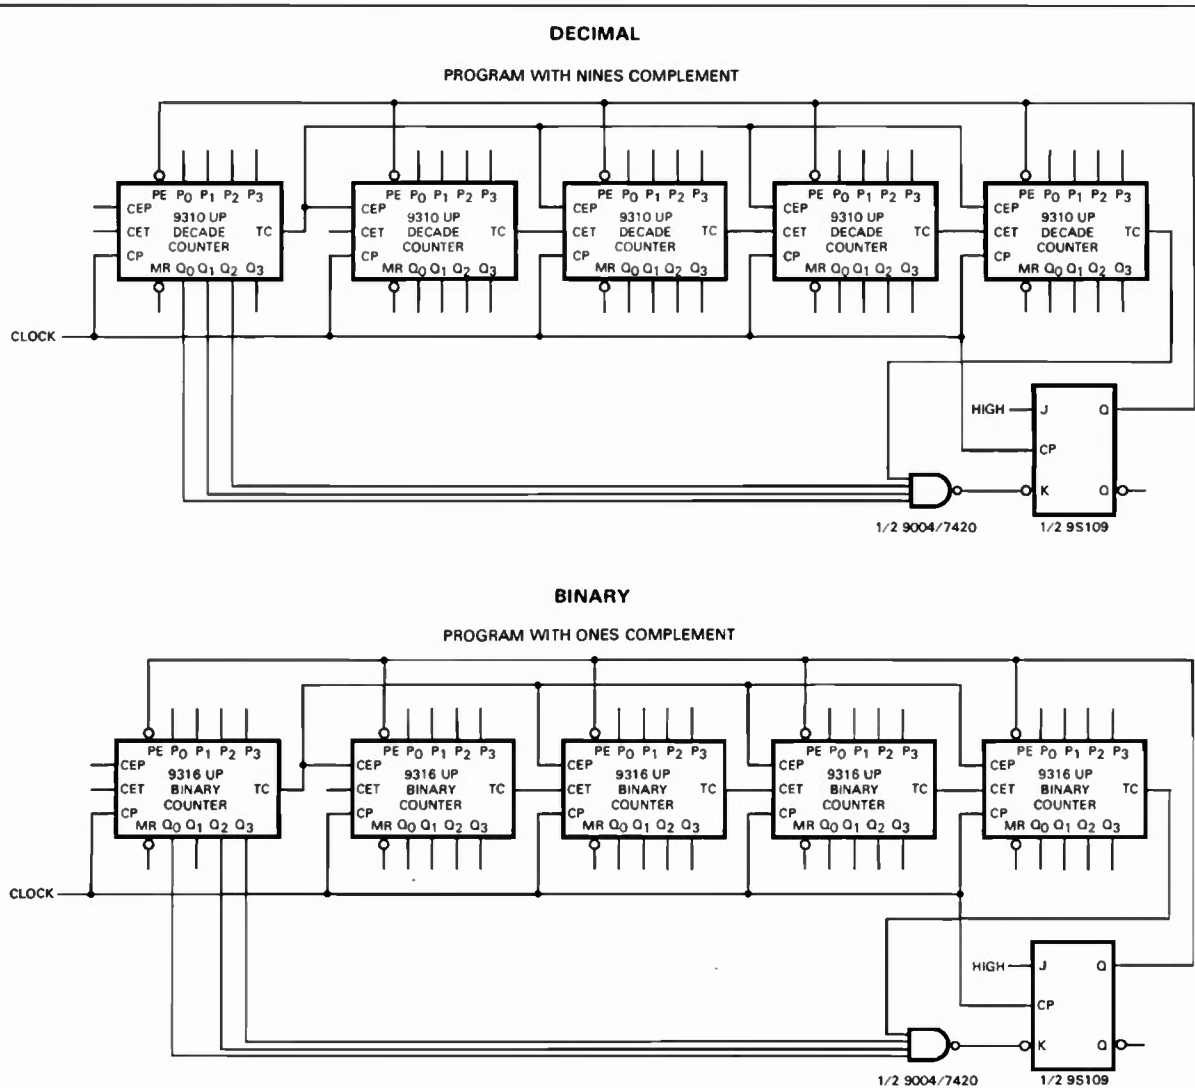 DECIMAL
PROGRAM WITH NINES COMPLEMENT
PE P0 P1 P2 P3
CEP
9310 UP
CET DECADE TC
COUNTER
CP
MR Q0 Q1 Q2 Q3
PE P0 P1 P2 P3
CEP
9310 UP
CET DECADE TC
COUNTER
CP
MR Q0 Q1 Q2 Q3
PE P0 P1 P2 P3
CEP
9310 UP
CET DECADE TC
COUNTER
CP
MR Q0 Q1 Q2 Q3
PE P0 P1 P2 P3
CEP
9310 UP
CET DECADE TC
COUNTER
CP
MR Q0 Q1 Q2 Q3
PE P0 P1 P2 P3
CEP
9310 UP
CET DECADE TC
COUNTER
CP
MR Q0 Q1 Q2 Q3
CLOCK
HIGH J Q
CP
K Q
1/2 9004/7420 1/2 9S109
BINARY
PROGRAM WITH ONES COMPLEMENT
PE P0 P1 P2 P3
CEP
9316 UP
CET BINARY TC
COUNTER
CP
MR Q0 Q1 Q2 Q3
PE P0 P1 P2 P3
CEP
9316 UP
CET BINARY TC
COUNTER
CP
MR Q0 Q1 Q2 Q3
PE P0 P1 P2 P3
CEP
9316 UP
CET BINARY TC
COUNTER
CP
MR Q0 Q1 Q2 Q3
PE P0 P1 P2 P3
CEP
9316 UP
CET BINARY TC
COUNTER
CP
MR Q0 Q1 Q2 Q3
PE P0 P1 P2 P3
CEP
9316 UP
CET BINARY TC
COUNTER
CP
MR Q0 Q1 Q2 Q3
CLOCK
HIGH J Q
CP
K Q
1/2 9004/7420 1/2 9S109